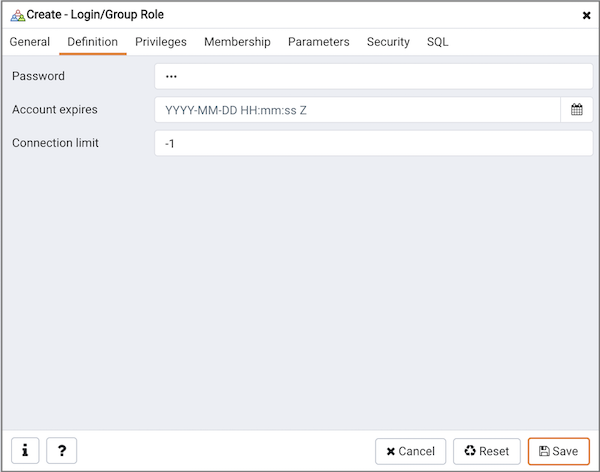 Create - Login/Group Role
General Definition Privileges Membership Parameters Security SQL
Password •••
Account expires YYYY-MM-DD HH:mm:ss Z
Connection limit -1
i ? Cancel Reset Save